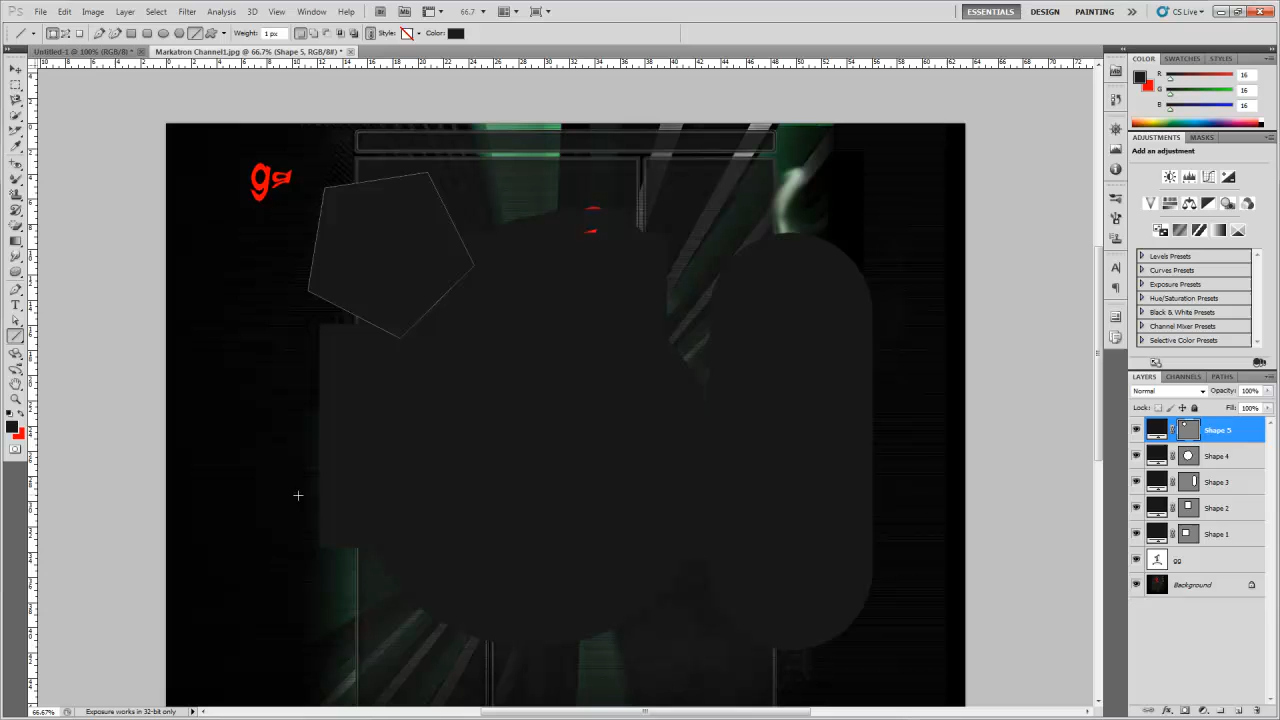 Ps File Edit Image Layer Select Filter Analysis 3D View Window Help Br Mb 66.7 ESSENTIALS DESIGN PAINTING CS Live
Weight: 1 px Style: Color:
Untitled-1 @ 100% (RGB/8) * Markatron Channel1.jpg @ 66.7% (Shape 5, RGB/8#) *
COLOR SWATCHES STYLES
R 16
G 16
B 16
ADJUSTMENTS MASKS
Add an adjustment
Levels Presets
Curves Presets
Exposure Presets
Hue/Saturation Presets
Black & White Presets
Channel Mixer Presets
Selective Color Presets
LAYERS CHANNELS PATHS
Normal Opacity: 100%
Lock: Fill: 100%
Shape 5
Shape 4
Shape 3
Shape 2
Shape 1
gg
Background
66.67% Exposure works in 32-bit only